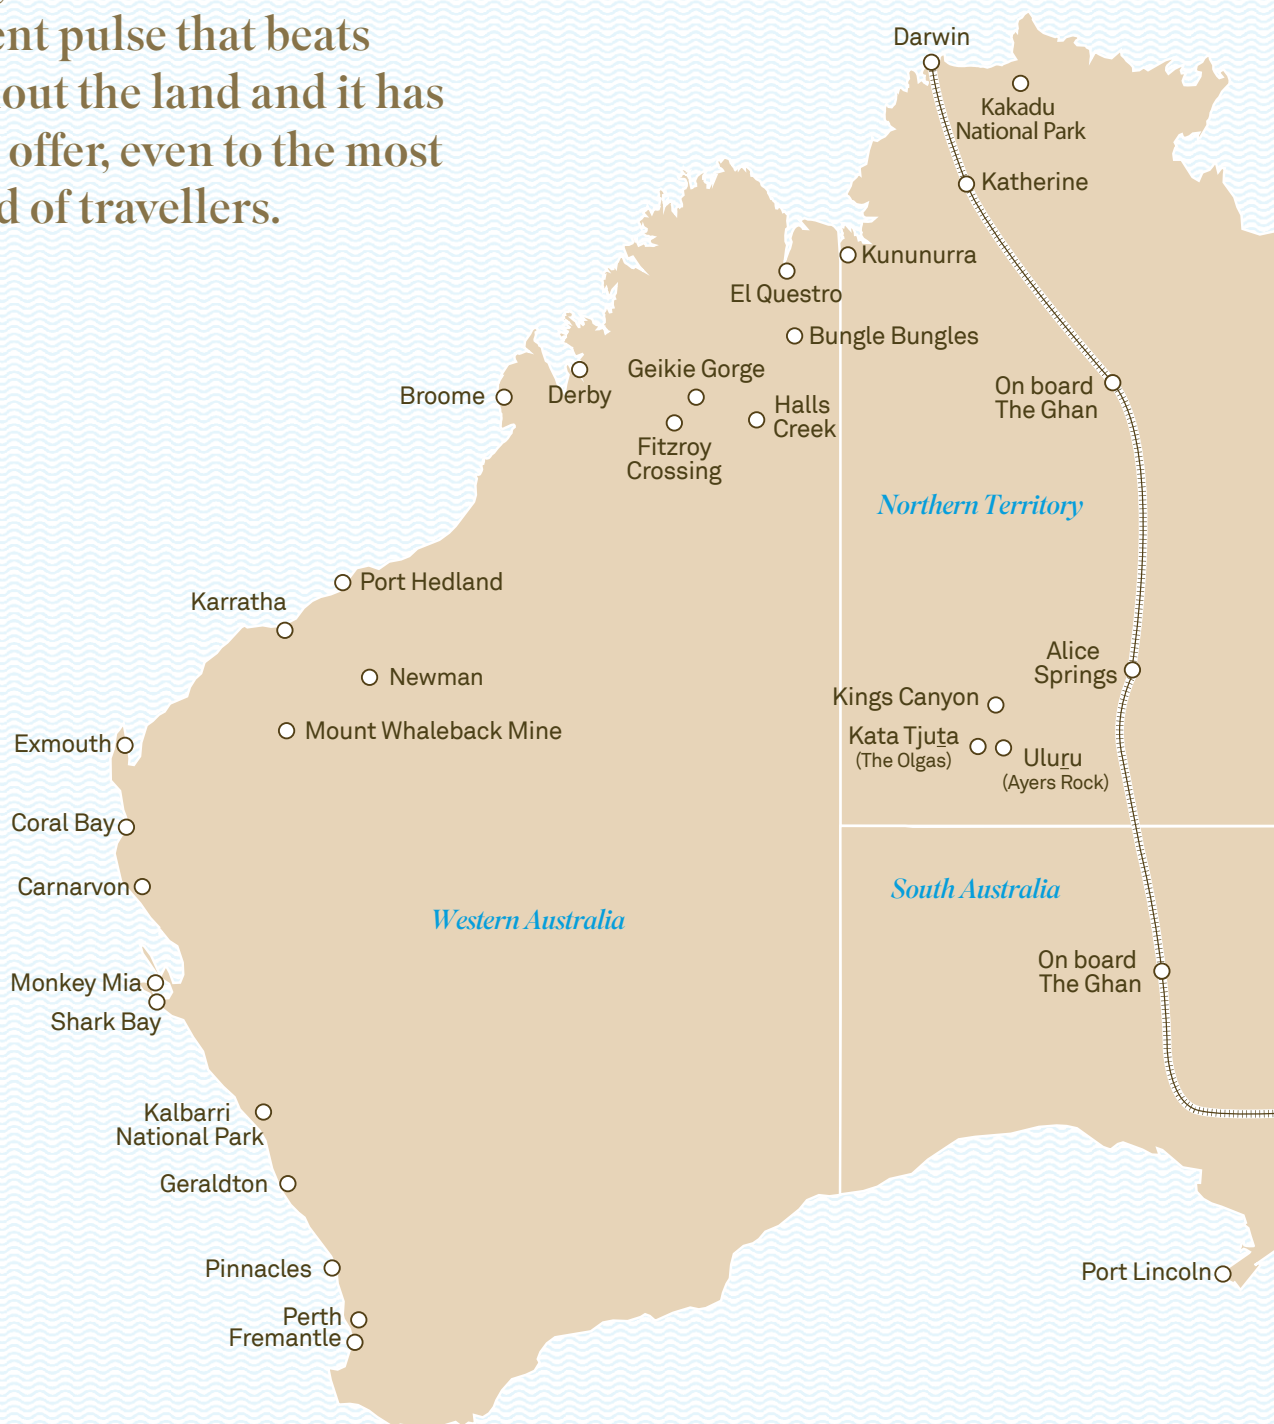 ent pulse that beats
out the land and it has
offer, even to the most
d of travellers.
Darwin
Kakadu
National Park
Katherine
Kununurra
El Questro
Bungle Bungles
Geikie Gorge
Broome
Derby
Halls
Creek
Fitzroy
Crossing
On board
The Ghan
Northern Territory
Port Hedland
Karratha
Newman
Mount Whaleback Mine
Alice
Springs
Kings Canyon
Kata Tjuṯa
(The Olgas)
Uluṟu
(Ayers Rock)
Exmouth
Coral Bay
Carnarvon
South Australia
Western Australia
On board
The Ghan
Monkey Mia
Shark Bay
Kalbarri
National Park
Geraldton
Pinnacles
Port Lincoln
Perth
Fremantle